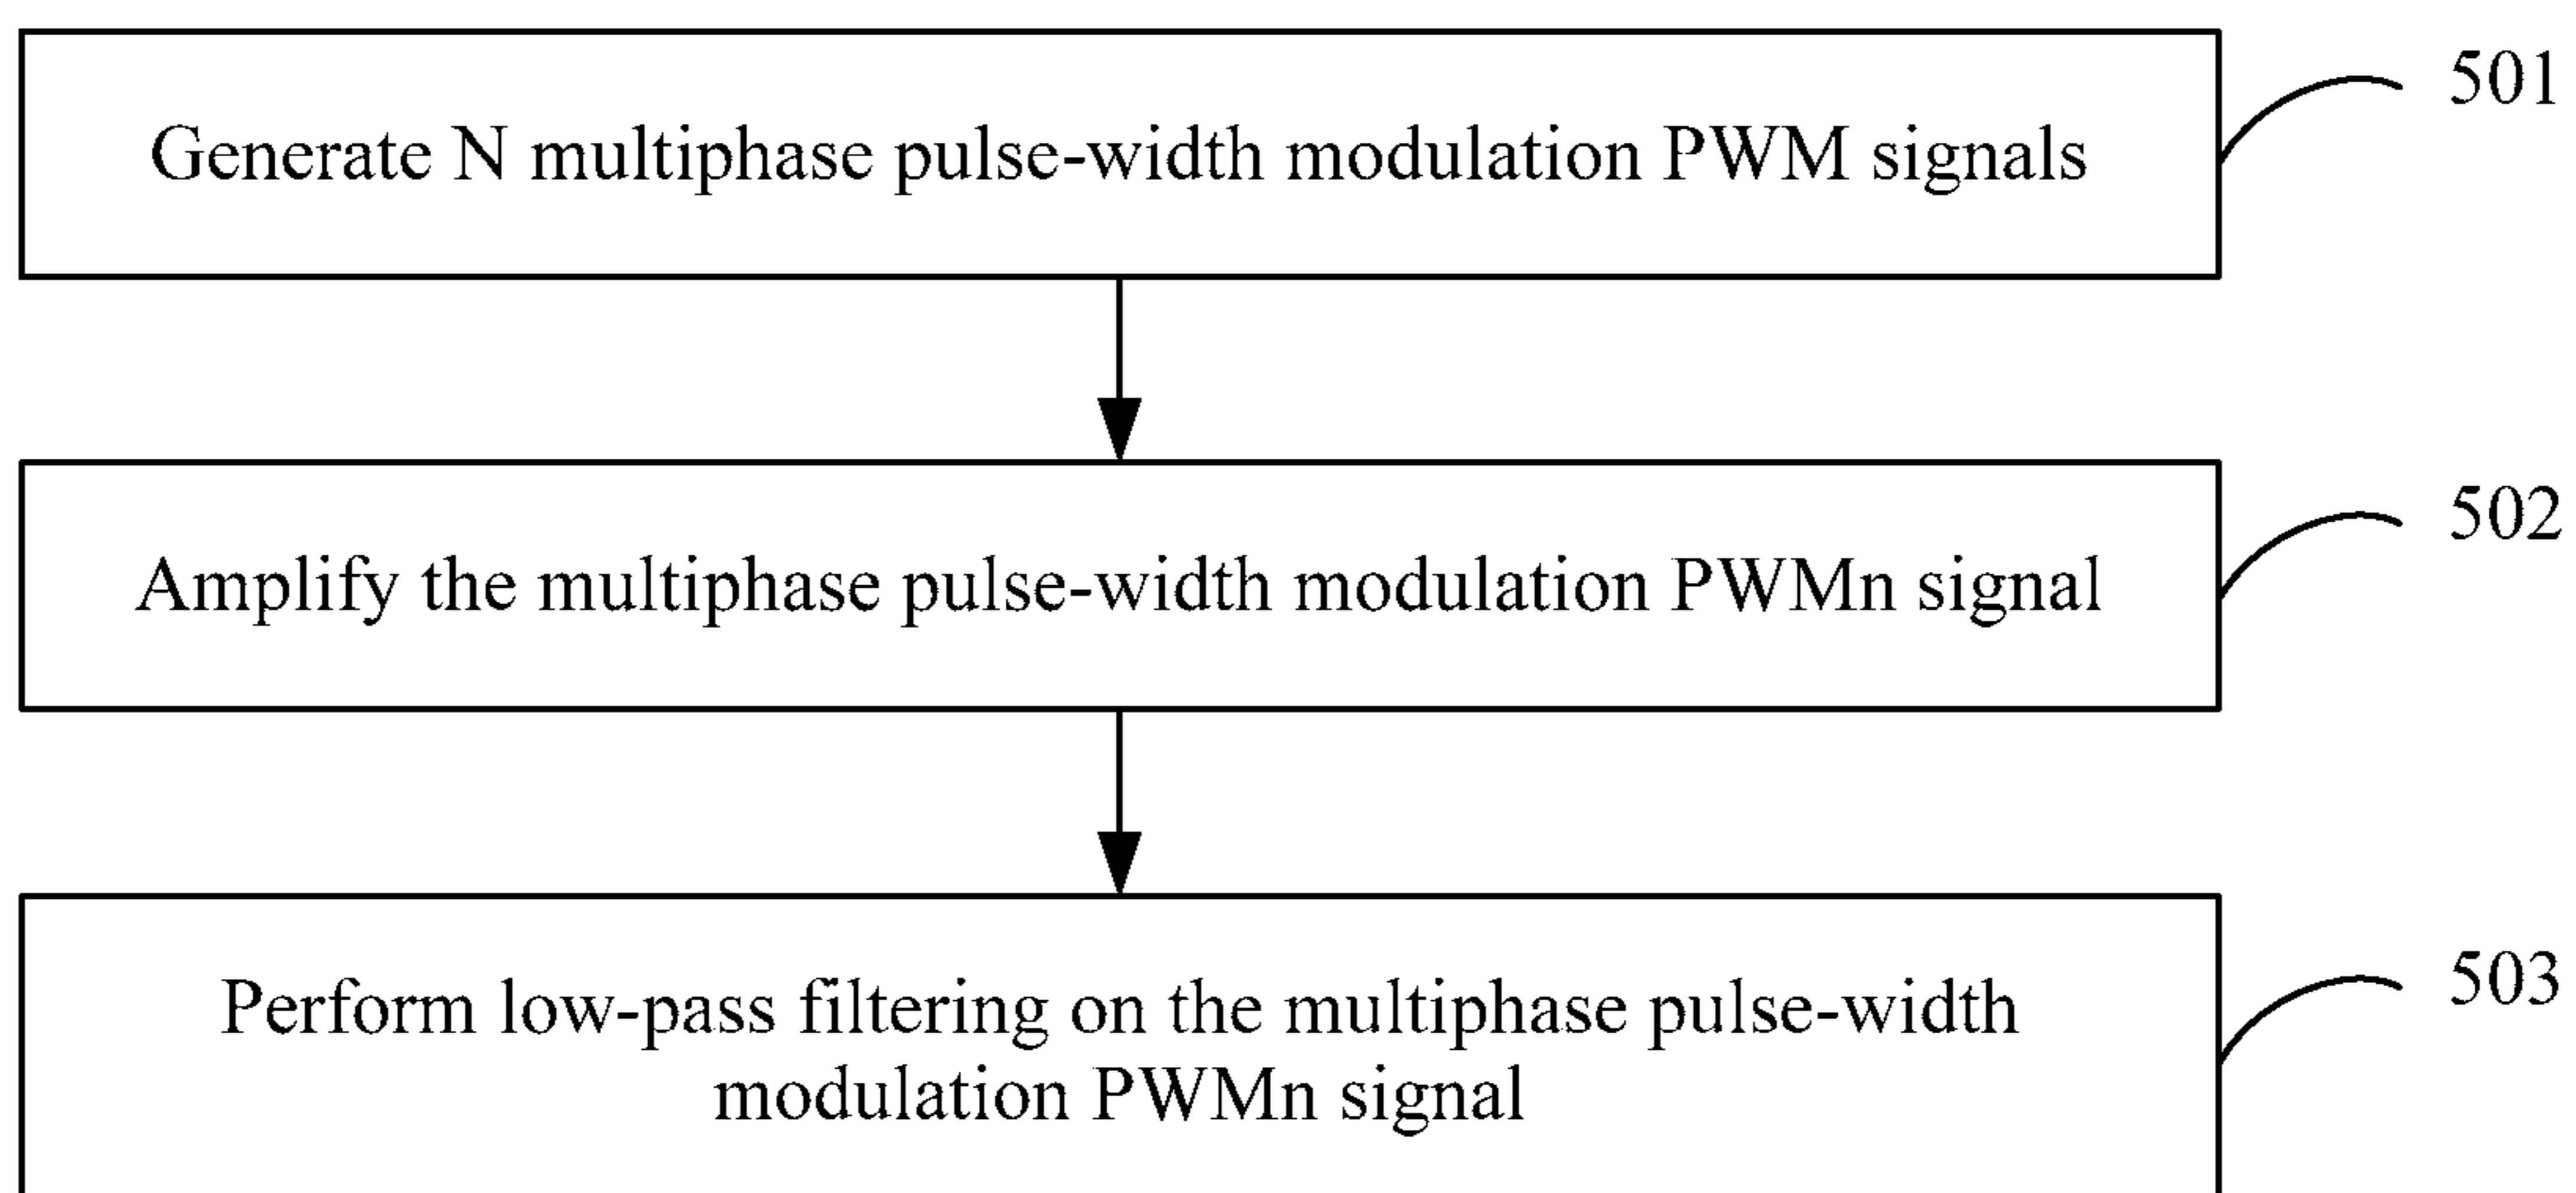 Generate N multiphase pulse-width modulation PWM signals
501
Amplify the multiphase pulse-width modulation PWMn signal
502
Perform low-pass filtering on the multiphase pulse-width
modulation PWMn signal
503